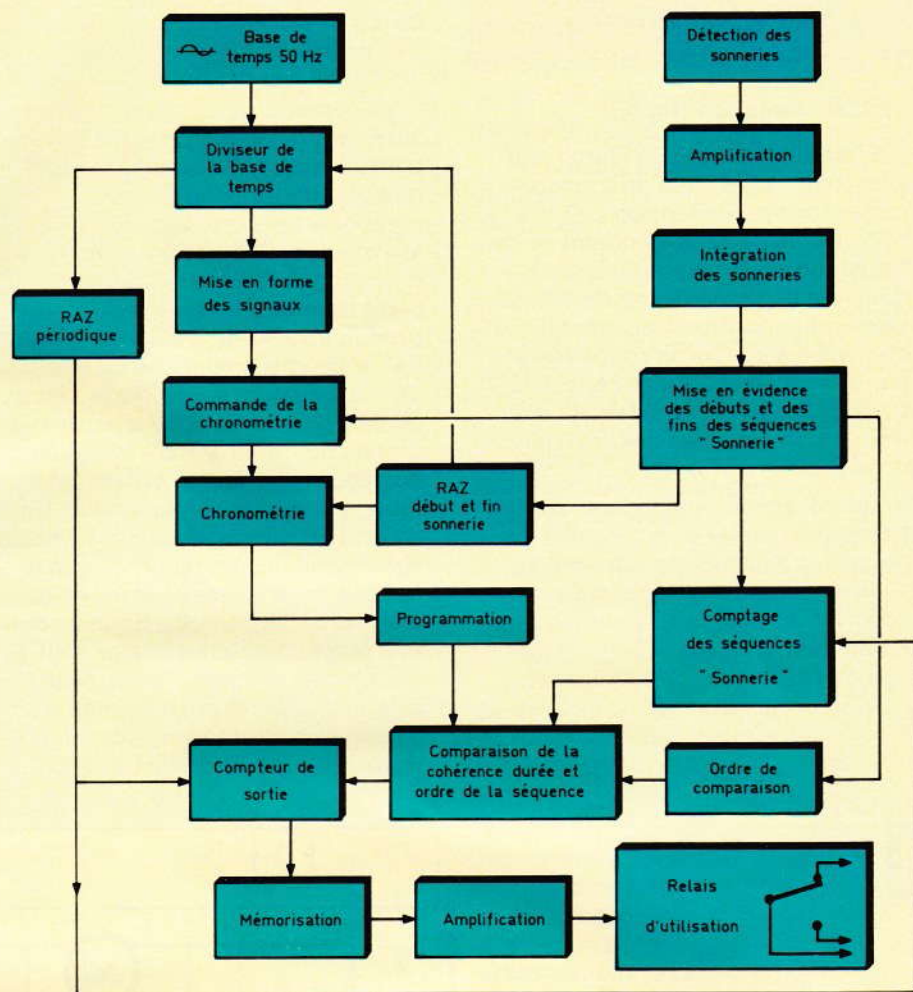 Base de
temps 50 Hz
Détection des
sonneries
Diviseur de
la base de
temps
Amplification
Mise en forme
des signaux
Intégration
des sonneries
RAZ
périodique
Commande de la
chronométrie
Mise en évidence
des débuts et des
fins des séquences
" Sonnerie "
Chronométrie
RAZ
début et fin
sonnerie
Programmation
Comptage
des séquences
" Sonnerie "
Compteur de
sortie
Comparaison de la
cohérence durée et
ordre de la séquence
Ordre de
comparaison
Mémorisation
Amplification
Relais
d'utilisation